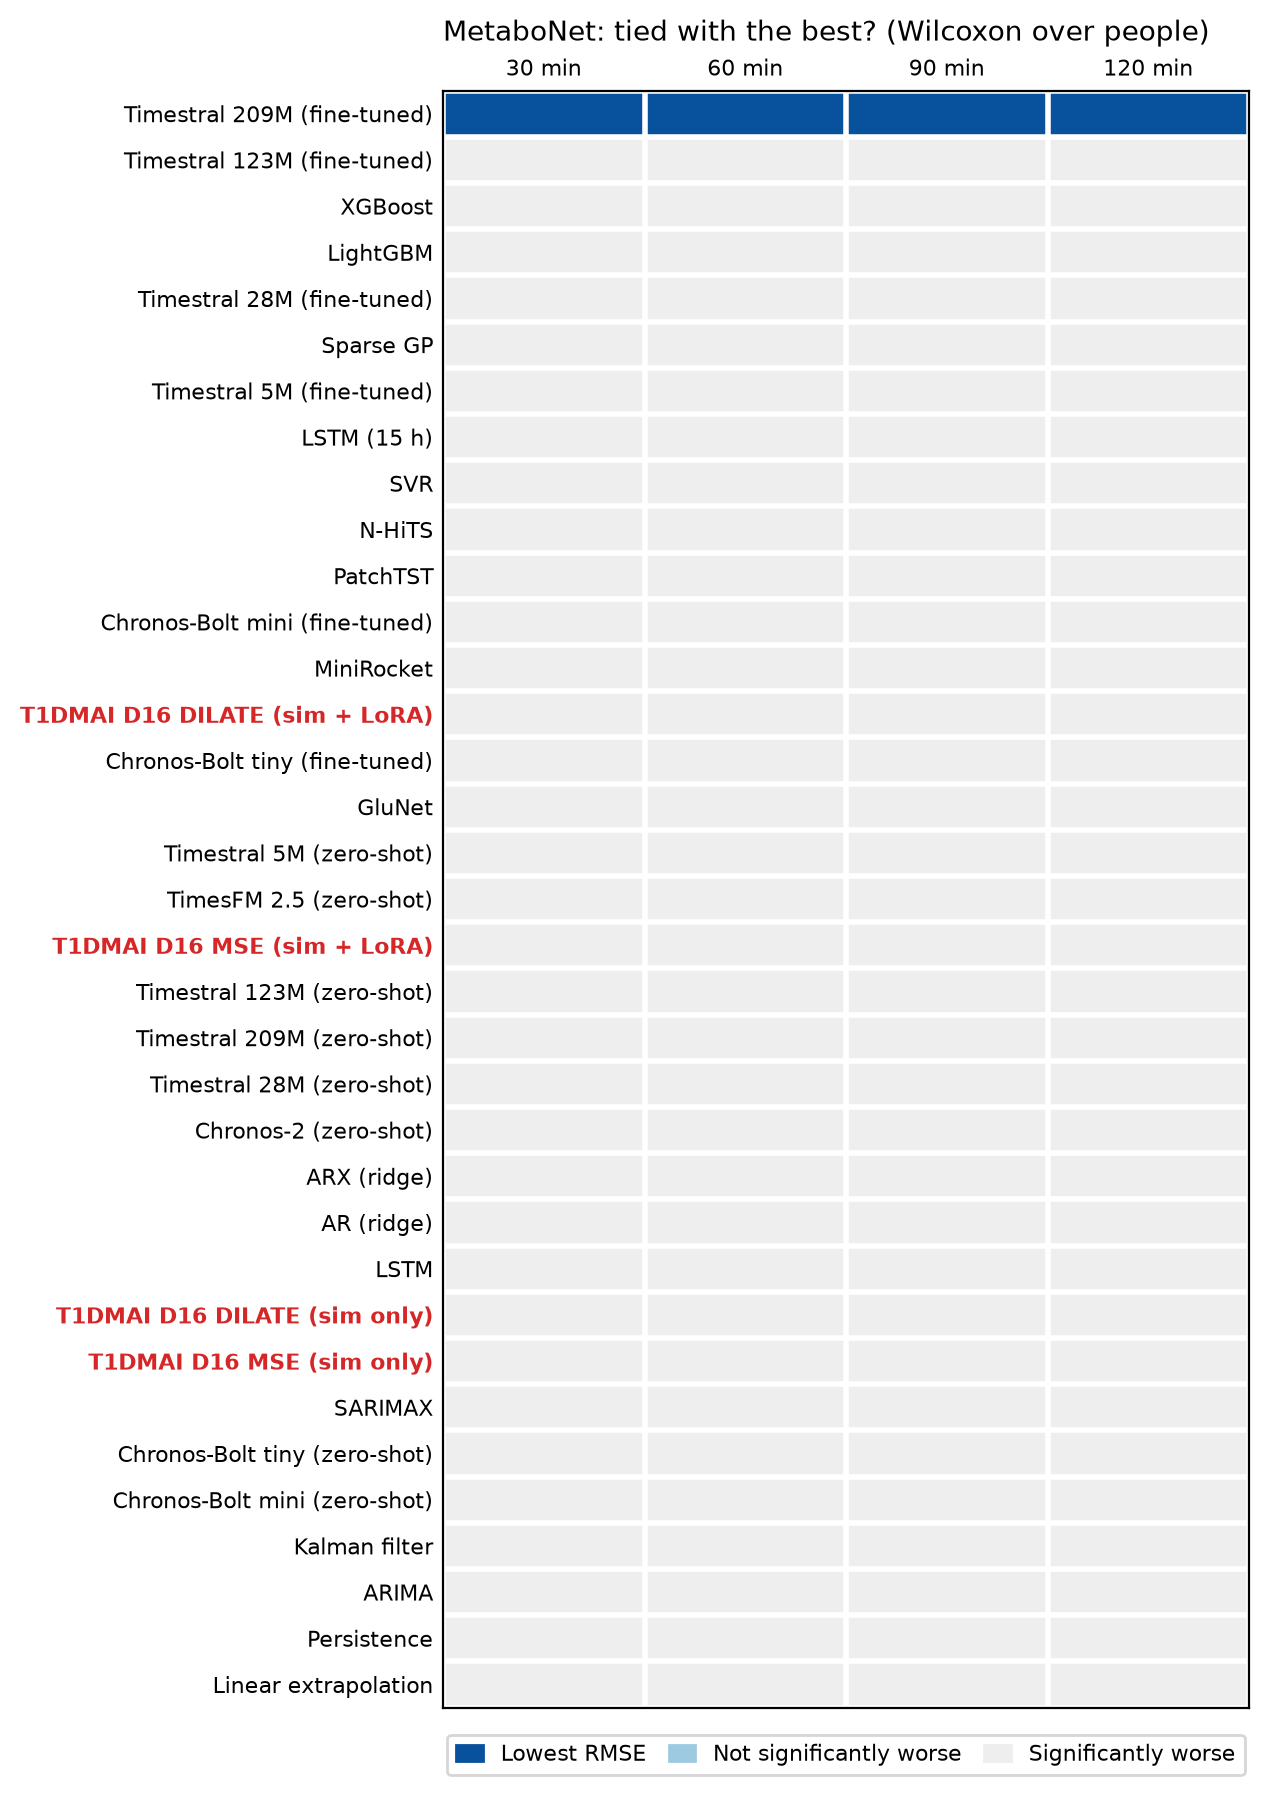 MetaboNet: tied with the best? (Wilcoxon over people)
30 min 60 min 90 min 120 min
Timestral 209M (fine-tuned)
Timestral 123M (fine-tuned)
XGBoost
LightGBM
Timestral 28M (fine-tuned)
Sparse GP
Timestral 5M (fine-tuned)
LSTM (15 h)
SVR
N-HiTS
PatchTST
Chronos-Bolt mini (fine-tuned)
MiniRocket
T1DMAI D16 DILATE (sim + LoRA)
Chronos-Bolt tiny (fine-tuned)
GluNet
Timestral 5M (zero-shot)
TimesFM 2.5 (zero-shot)
T1DMAI D16 MSE (sim + LoRA)
Timestral 123M (zero-shot)
Timestral 209M (zero-shot)
Timestral 28M (zero-shot)
Chronos-2 (zero-shot)
ARX (ridge)
AR (ridge)
LSTM
T1DMAI D16 DILATE (sim only)
T1DMAI D16 MSE (sim only)
SARIMAX
Chronos-Bolt tiny (zero-shot)
Chronos-Bolt mini (zero-shot)
Kalman filter
ARIMA
Persistence
Linear extrapolation
Lowest RMSE Not significantly worse Significantly worse